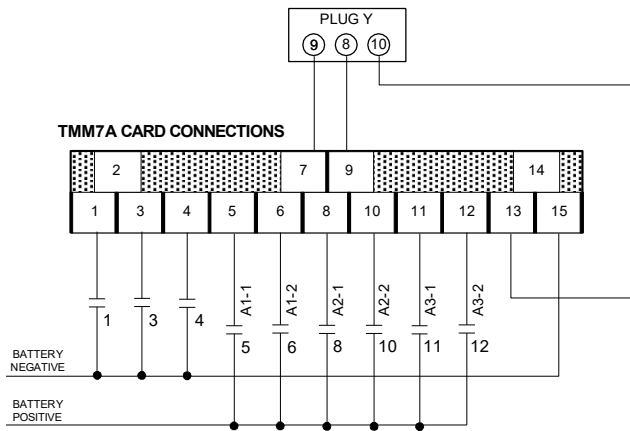 PLUG Y
9 8 10
TMM7A CARD CONNECTIONS
2 7 9 14
1 3 4 5 6 8 10 11 12 13 15
A1-1 A1-2 A2-1 A2-2 A3-1 A3-2
1 3 4 5 6 8 10 11 12
BATTERY
NEGATIVE
BATTERY
POSITIVE